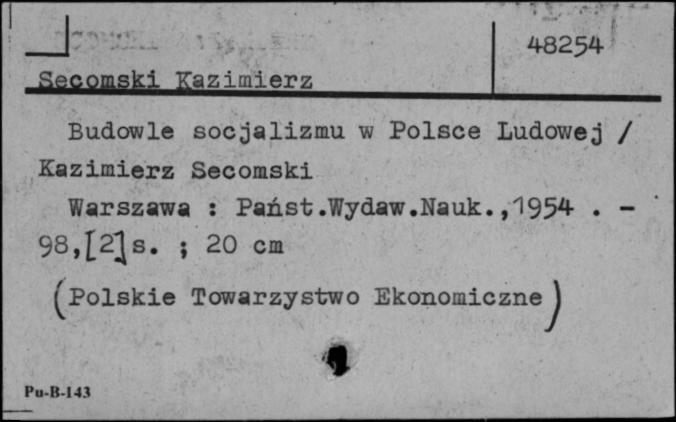 48254
Secomski Kazimierz
Budowle socjalizmu w Polsce Ludowej /
Kazimierz Secomski
Warszawa : Państ.Wydaw.Nauk.,1954 . -
98,[2]s. ; 20 cm
(Polskie Towarzystwo Ekonomiczne)
Pu-B-143